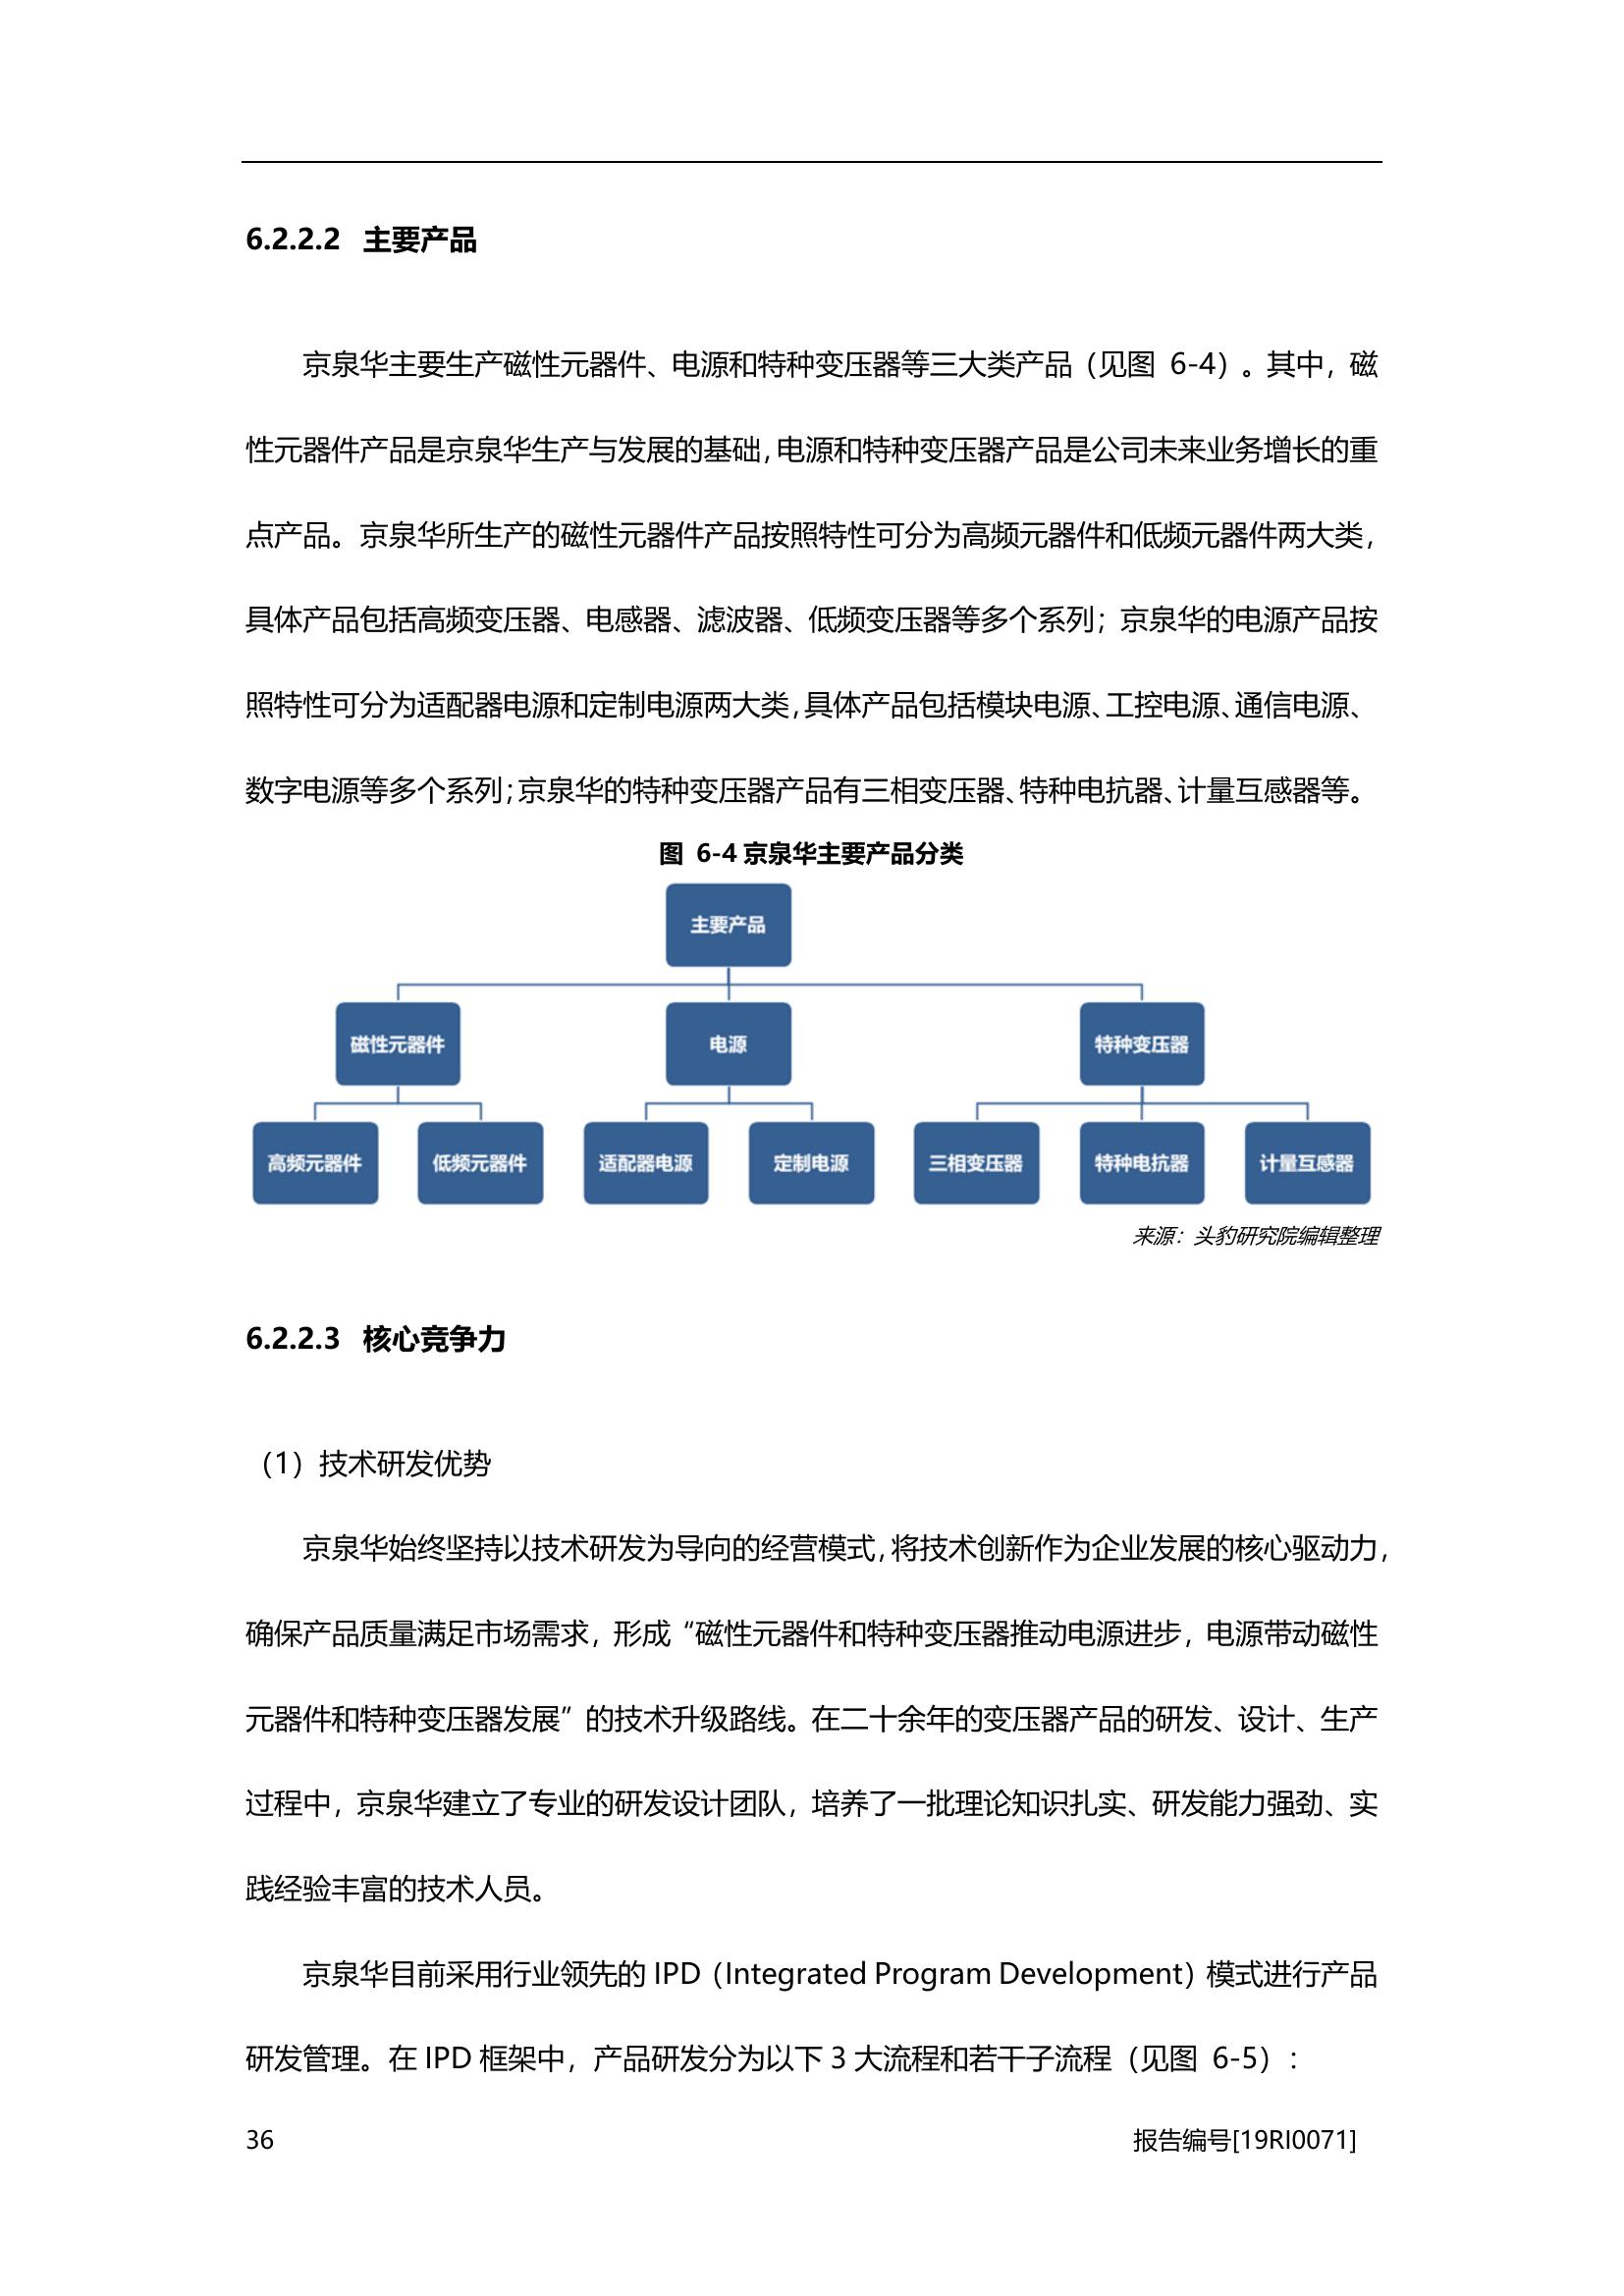 6.2.2.2 主要产品
京泉华主要生产磁性元器件、电源和特种变压器等三大类产品（见图 6-4）。其中，磁
性元器件产品是京泉华生产与发展的基础，电源和特种变压器产品是公司未来业务增长的重
点产品。京泉华所生产的磁性元器件产品按照特性可分为高频元器件和低频元器件两大类，
具体产品包括高频变压器、电感器、滤波器、低频变压器等多个系列；京泉华的电源产品按
照特性可分为适配器电源和定制电源两大类，具体产品包括模块电源、工控电源、通信电源、
数字电源等多个系列；京泉华的特种变压器产品有三相变压器、特种电抗器、计量互感器等。
图 6-4 京泉华主要产品分类
主要产品
磁性元器件 电源 特种变压器
高频元器件 低频元器件 适配器电源 定制电源 三相变压器 特种电抗器 计量互感器
来源：头豹研究院编辑整理
6.2.2.3 核心竞争力
（1）技术研发优势
京泉华始终坚持以技术研发为导向的经营模式，将技术创新作为企业发展的核心驱动力，
确保产品质量满足市场需求，形成“磁性元器件和特种变压器推动电源进步，电源带动磁性
元器件和特种变压器发展”的技术升级路线。在二十余年的变压器产品的研发、设计、生产
过程中，京泉华建立了专业的研发设计团队，培养了一批理论知识扎实、研发能力强劲、实
践经验丰富的技术人员。
京泉华目前采用行业领先的 IPD（Integrated Program Development）模式进行产品
研发管理。在 IPD 框架中，产品研发分为以下 3 大流程和若干子流程（见图 6-5）：
36 报告编号[19RI0071]